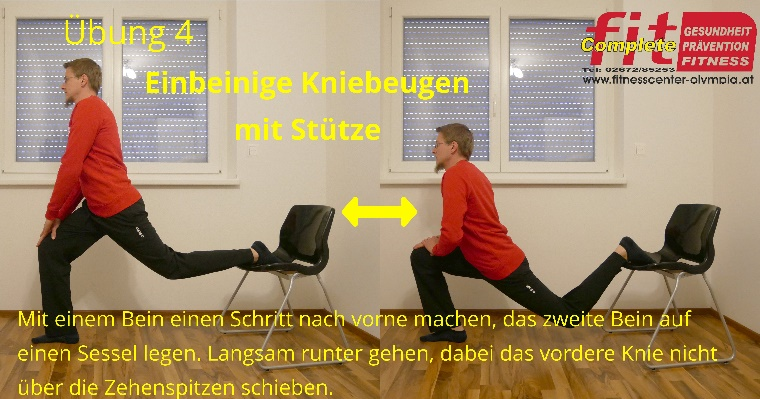 Übung 4
Einbeinige Kniebeugen
mit Stütze
fit
Complete
GESUNDHEIT
PRÄVENTION
FITNESS
Tel: 02672/85253
www.fitnesscenter-olympia.at
Mit einem Bein einen Schritt nach vorne machen, das zweite Bein auf
einen Sessel legen. Langsam runter gehen, dabei das vordere Knie nicht
über die Zehenspitzen schieben.